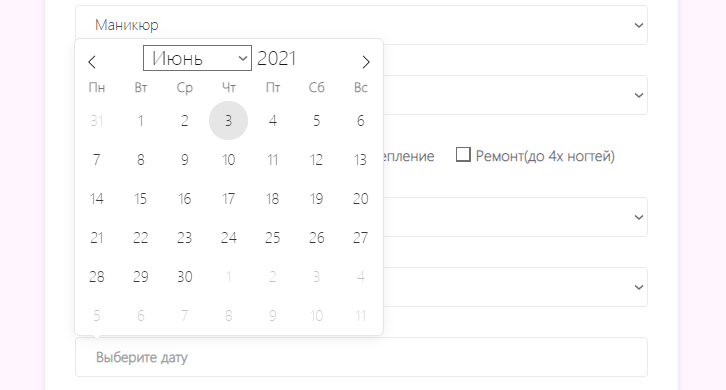 Маникюр
Июнь 2021
Пн Вт Ср Чт Пт Сб Вс
31 1 2 3 4 5 6
7 8 9 10 11 12 13
епление Ремонт(до 4х ногтей)
14 15 16 17 18 19 20
21 22 23 24 25 26 27
28 29 30 1 2 3 4
5 6 7 8 9 10 11
Выберите дату